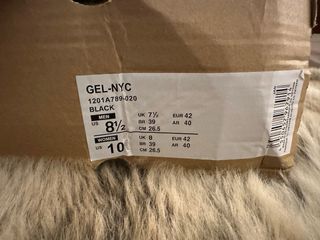 GEL-NYC
1201A789-020
BLACK
MEN
US 8½
UK 7½ EUR 42
BR 39 AR 40
CM 26.5
WOMEN
US 10
UK 8 EUR 42
BR 39 AR 40
CM 26.5